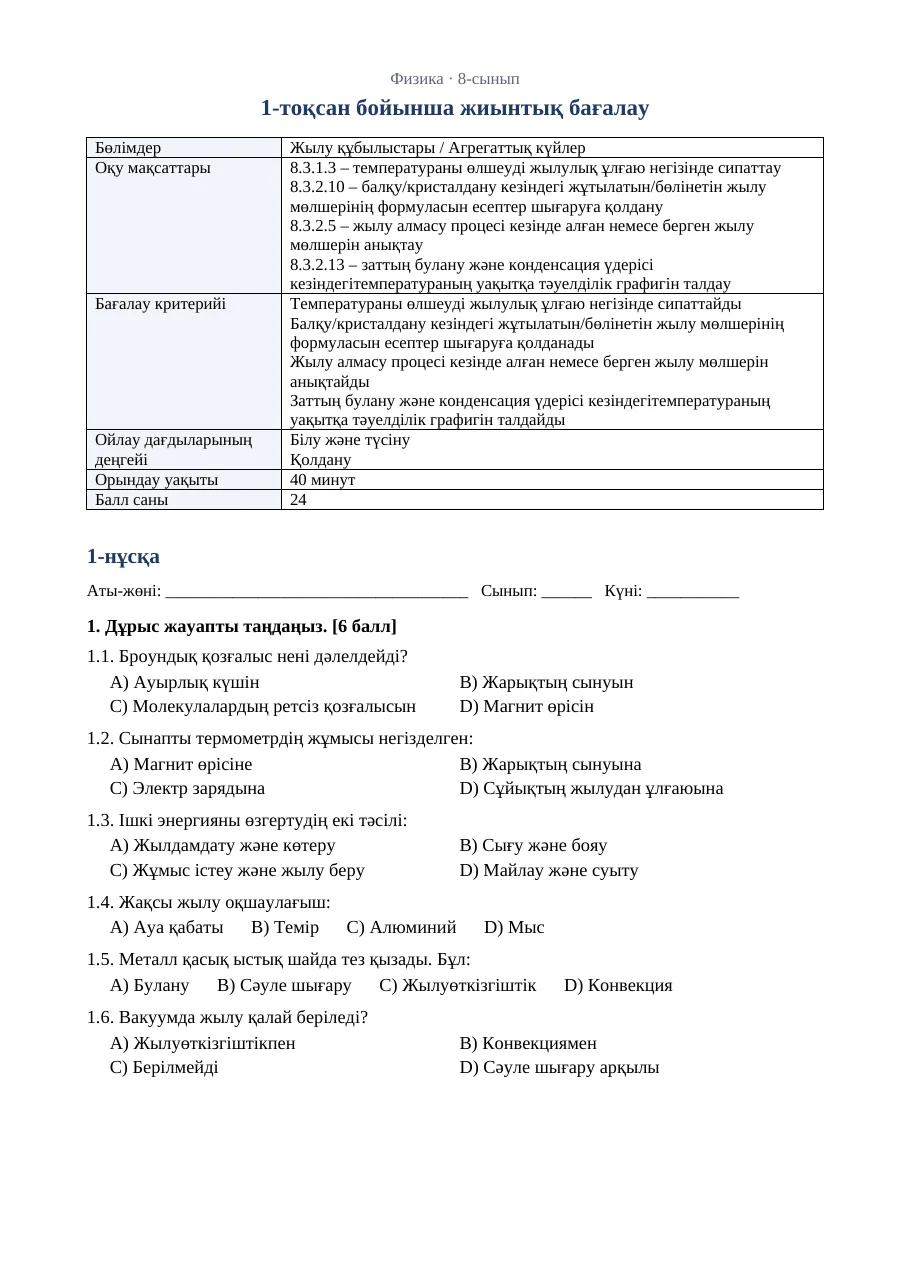 Физика · 8-сынып
1-тоқсан бойынша жиынтық бағалау
Бөлімдер
Жылу құбылыстары / Агрегаттық күйлер
Оқу мақсаттары
8.3.1.3 – температураны өлшеуді жылулық ұлғаю негізінде сипаттау
8.3.2.10 – балқу/кристалдану кезіндегі жұтылатын/бөлінетін жылу
мөлшерінің формуласын есептер шығаруға қолдану
8.3.2.5 – жылу алмасу процесі кезінде алған немесе берген жылу
мөлшерін анықтау
8.3.2.13 – заттың булану және конденсация үдерісі
кезіндегітемператураның уақытқа тәуелділік графигін талдау
Бағалау критерийі
Температураны өлшеуді жылулық ұлғаю негізінде сипаттайды
Балқу/кристалдану кезіндегі жұтылатын/бөлінетін жылу мөлшерінің
формуласын есептер шығаруға қолданады
Жылу алмасу процесі кезінде алған немесе берген жылу мөлшерін
анықтайды
Заттың булану және конденсация үдерісі кезіндегітемператураның
уақытқа тәуелділік графигін талдайды
Ойлау дағдыларының
деңгейі
Білу және түсіну
Қолдану
Орындау уақыты
40 минут
Балл саны
24
1-нұсқа
Аты-жөні: ____________________________________ Сынып: ______ Күні: ___________
1. Дұрыс жауапты таңдаңыз. [6 балл]
1.1. Броундық қозғалыс нені дәлелдейді?
A) Ауырлық күшін B) Жарықтың сынуын
C) Молекулалардың ретсіз қозғалысын D) Магнит өрісін
1.2. Сынапты термометрдің жұмысы негізделген:
A) Магнит өрісіне B) Жарықтың сынуына
C) Электр зарядына D) Сұйықтың жылудан ұлғаюына
1.3. Ішкі энергияны өзгертудің екі тәсілі:
A) Жылдамдату және көтеру B) Сығу және бояу
C) Жұмыс істеу және жылу беру D) Майлау және суыту
1.4. Жақсы жылу оқшаулағыш:
A) Ауа қабаты B) Темір C) Алюминий D) Мыс
1.5. Металл қасық ыстық шайда тез қызады. Бұл:
A) Булану B) Сәуле шығару C) Жылуөткізгіштік D) Конвекция
1.6. Вакуумда жылу қалай беріледі?
A) Жылуөткізгіштікпен B) Конвекциямен
C) Берілмейді D) Сәуле шығару арқылы